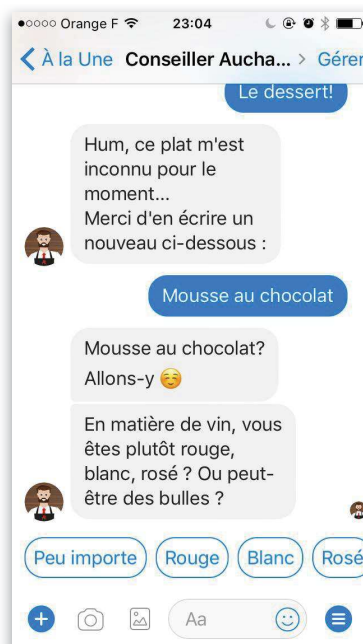 Orange F 23:04
À la Une Conseiller Aucha... > Gérer
Le dessert!
Hum, ce plat m'est
inconnu pour le
moment...
Merci d'en écrire un
nouveau ci-dessous :
Mousse au chocolat
Mousse au chocolat?
Allons-y ☺️
En matière de vin, vous
êtes plutôt rouge,
blanc, rosé ? Ou peut-
être des bulles ?
Peu importe Rouge Blanc Rosé
Aa